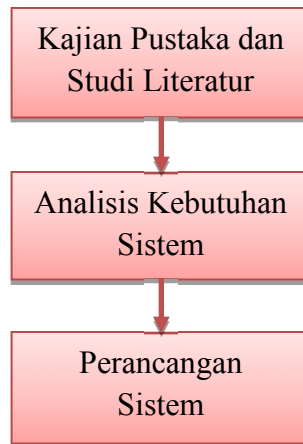 Kajian Pustaka dan
Studi Literatur
Analisis Kebutuhan
Sistem
Perancangan
Sistem